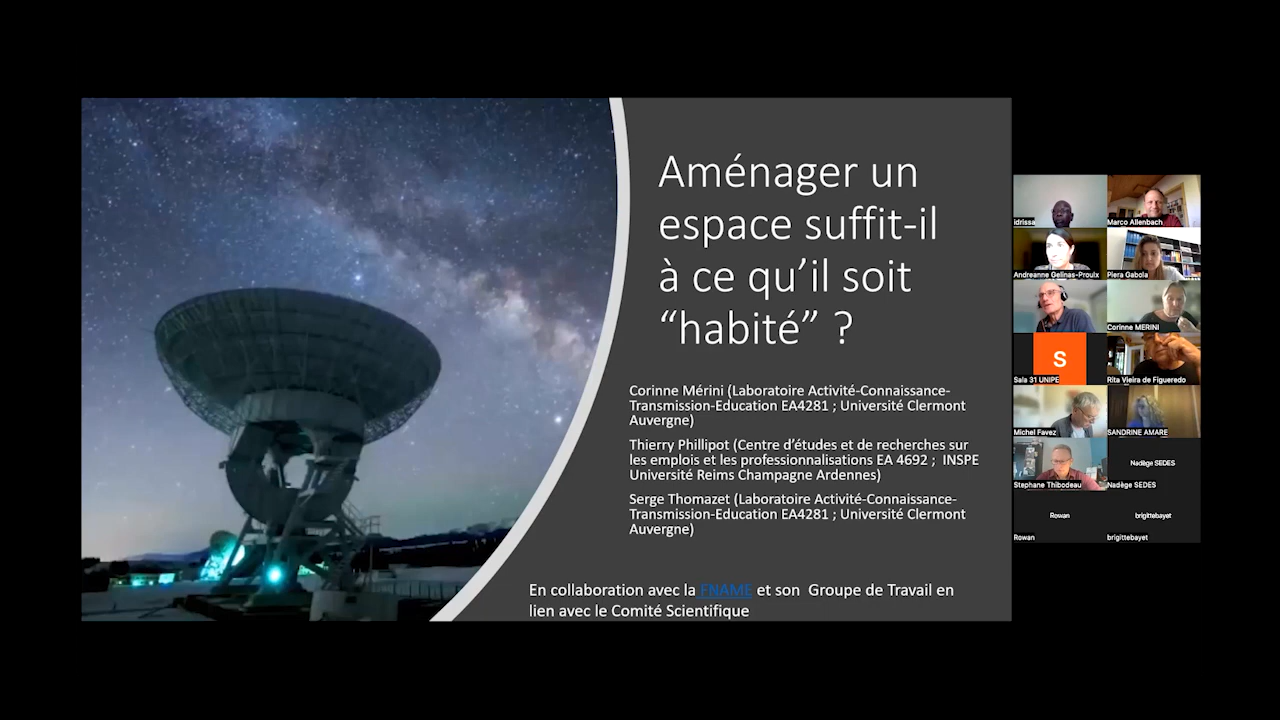 Aménager un
espace suffit-il
à ce qu’il soit
“habité” ?
Corinne Mérini (Laboratoire Activité-Connaissance-
Transmission-Education EA4281 ; Université Clermont
Auvergne)
Thierry Phillipot (Centre d’études et de recherches sur
les emplois et les professionnalisations EA 4692 ; INSPE
Université Reims Champagne Ardennes)
Serge Thomazet (Laboratoire Activité-Connaissance-
Transmission-Education EA4281 ; Université Clermont
Auvergne)
En collaboration avec la FNAME et son Groupe de Travail en
lien avec le Comité Scientifique
idrissa
Marco Allenbach
Andreanne Gelinas-Proulx
Piera Gabola
Corinne MERINI
S
Sala 31 UNIPE
Rita Vieira de Figueredo
Michel Favez
SANDRINE AMARE
Stephane Thibodeau
Nadège SEDES
Nadège SEDES
Rowan
Rowan
brigittebayet
brigittebayet